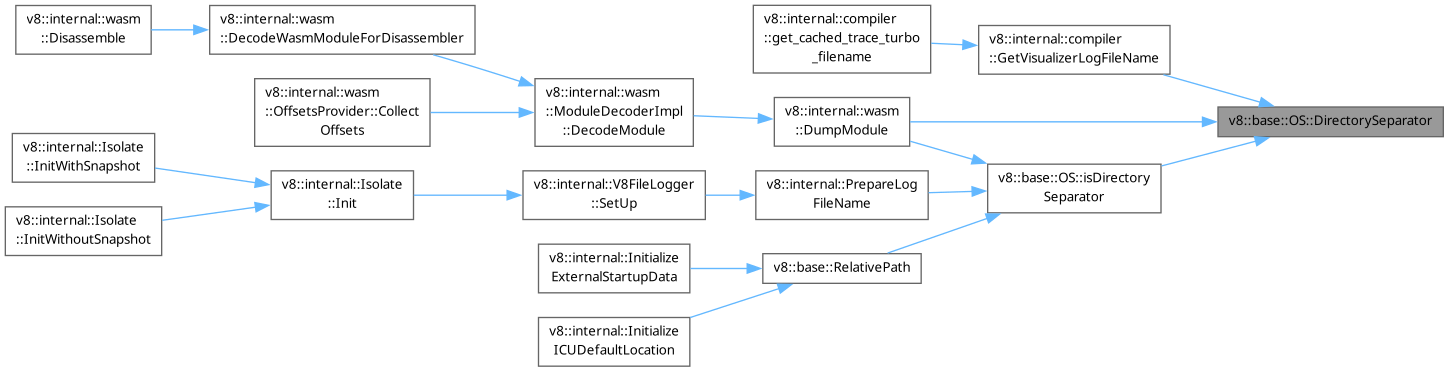 v8::internal::wasm
::Disassemble
v8::internal::wasm
::DecodeWasmModuleForDisassembler
v8::internal::compiler
::get_cached_trace_turbo
_filename
v8::internal::compiler
::GetVisualizerLogFileName
v8::internal::wasm
::OffsetsProvider::Collect
Offsets
v8::internal::wasm
::ModuleDecoderImpl
::DecodeModule
v8::internal::wasm
::DumpModule
v8::base::OS::DirectorySeparator
v8::internal::Isolate
::InitWithSnapshot
v8::internal::Isolate
::Init
v8::internal::V8FileLogger
::SetUp
v8::internal::PrepareLog
FileName
v8::base::OS::isDirectory
Separator
v8::internal::Isolate
::InitWithoutSnapshot
v8::internal::Initialize
ExternalStartupData
v8::base::RelativePath
v8::internal::Initialize
ICUDefaultLocation